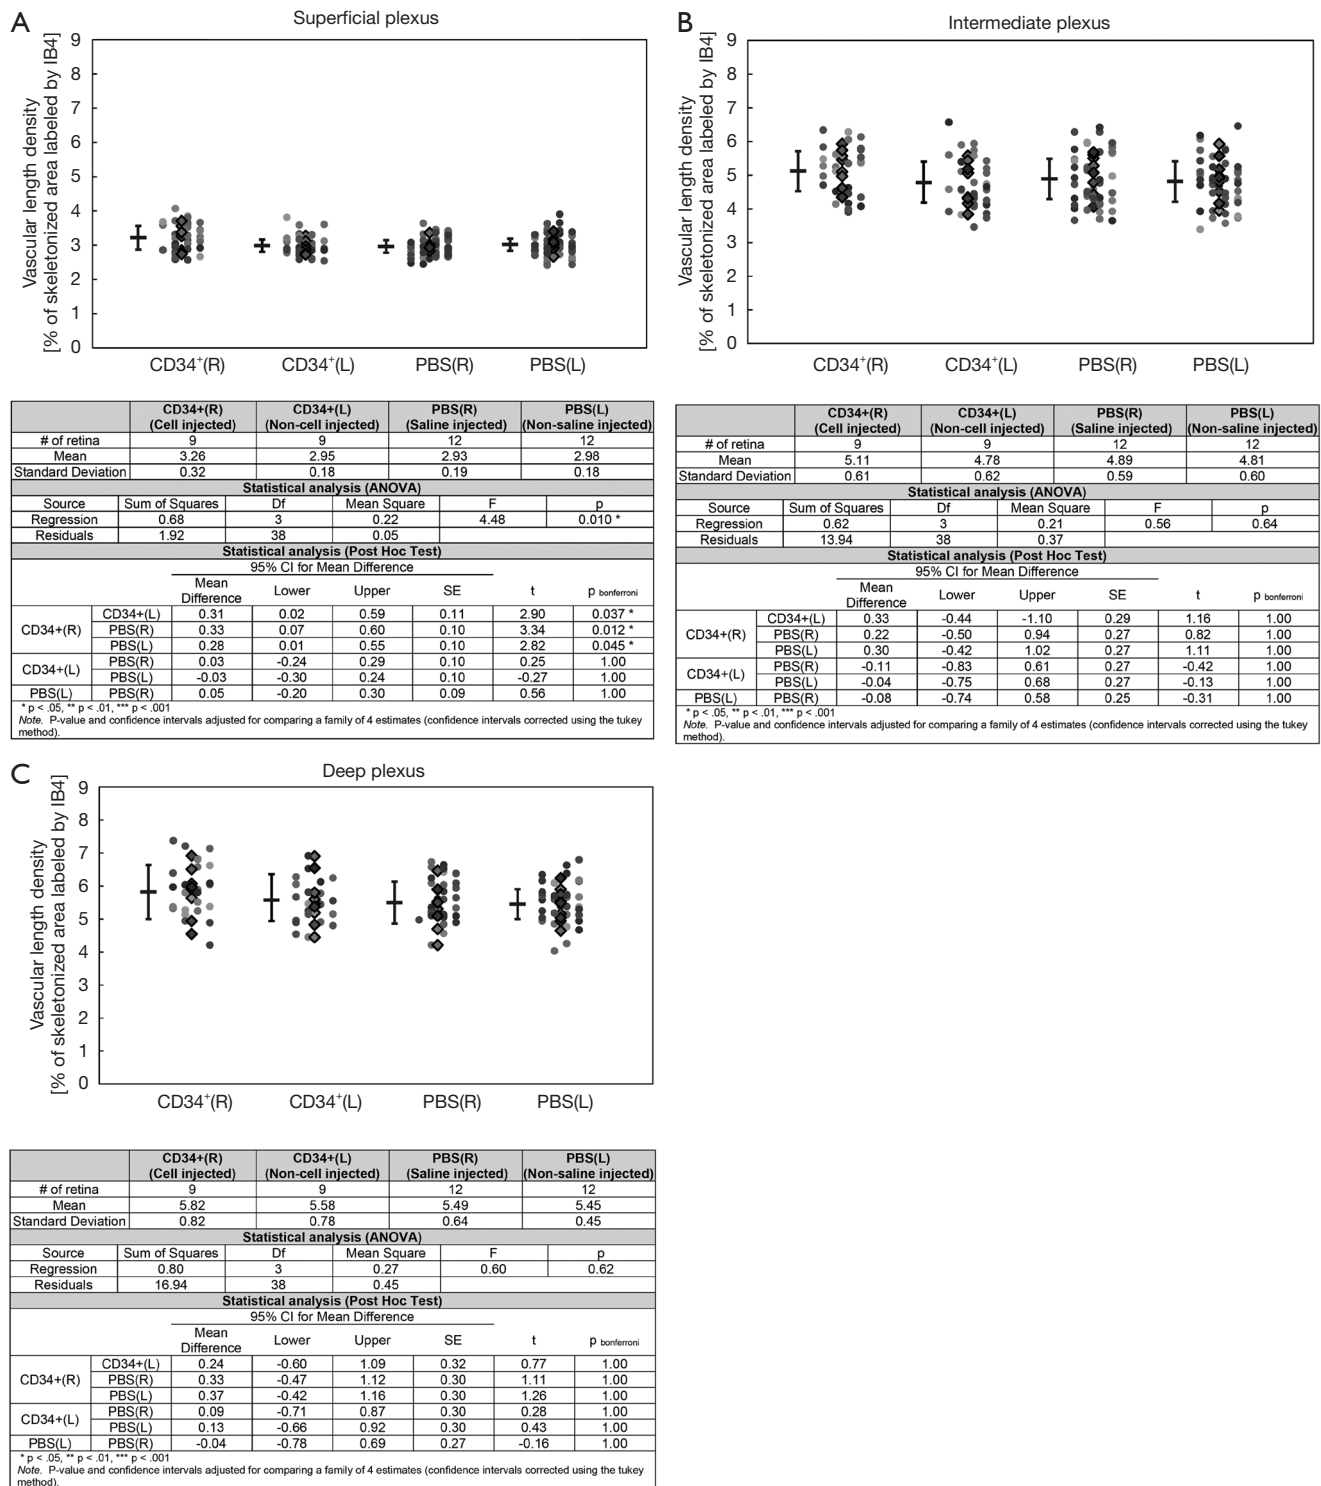 A
Superficial plexus
Vascular length density
[% of skeletonized area labeled by IB4]
9
8
7
6
5
4
3
2
1
0
CD34+(R) CD34+(L) PBS(R) PBS(L)
CD34+(R) CD34+(L) PBS(R) PBS(L)
(Cell injected) (Non-cell injected) (Saline injected) (Non-saline injected)
# of retina 9 9 12 12
Mean 3.26 2.95 2.93 2.98
Standard Deviation 0.32 0.18 0.19 0.18
Statistical analysis (ANOVA)
Source Sum of Squares Df Mean Square F p
Regression 0.68 3 0.22 4.48 0.010 *
Residuals 1.92 38 0.05
Statistical analysis (Post Hoc Test)
95% CI for Mean Difference
Mean Difference Lower Upper SE t p bonferroni
CD34+(R) CD34+(L) 0.31 0.02 0.59 0.11 2.90 0.037 *
PBS(R) 0.33 0.07 0.60 0.10 3.34 0.012 *
PBS(L) 0.28 0.01 0.55 0.10 2.82 0.045 *
CD34+(L) PBS(R) 0.03 -0.24 0.29 0.10 0.25 1.00
PBS(L) -0.03 -0.30 0.24 0.10 -0.27 1.00
PBS(L) PBS(R) 0.05 -0.20 0.30 0.09 0.56 1.00
* p < .05, ** p < .01, *** p < .001
Note. P-value and confidence intervals adjusted for comparing a family of 4 estimates (confidence intervals corrected using the tukey
method).
B
Intermediate plexus
Vascular length density
[% of skeletonized area labeled by IB4]
9
8
7
6
5
4
3
2
1
0
CD34+(R) CD34+(L) PBS(R) PBS(L)
CD34+(R) CD34+(L) PBS(R) PBS(L)
(Cell injected) (Non-cell injected) (Saline injected) (Non-saline injected)
# of retina 9 9 12 12
Mean 5.11 4.78 4.89 4.81
Standard Deviation 0.61 0.62 0.59 0.60
Statistical analysis (ANOVA)
Source Sum of Squares Df Mean Square F p
Regression 0.62 3 0.21 0.56 0.64
Residuals 13.94 38 0.37
Statistical analysis (Post Hoc Test)
95% CI for Mean Difference
Mean Difference Lower Upper SE t p bonferroni
CD34+(R) CD34+(L) 0.33 -0.44 -1.10 0.29 1.16 1.00
PBS(R) 0.22 -0.50 0.94 0.27 0.82 1.00
PBS(L) 0.30 -0.42 1.02 0.27 1.11 1.00
CD34+(L) PBS(R) -0.11 -0.83 0.61 0.27 -0.42 1.00
PBS(L) -0.04 -0.75 0.68 0.27 -0.13 1.00
PBS(L) PBS(R) -0.08 -0.74 0.58 0.25 -0.31 1.00
* p < .05, ** p < .01, *** p < .001
Note. P-value and confidence intervals adjusted for comparing a family of 4 estimates (confidence intervals corrected using the tukey
method).
C
Deep plexus
Vascular length density
[% of skeletonized area labeled by IB4]
9
8
7
6
5
4
3
2
1
0
CD34+(R) CD34+(L) PBS(R) PBS(L)
CD34+(R) CD34+(L) PBS(R) PBS(L)
(Cell injected) (Non-cell injected) (Saline injected) (Non-saline injected)
# of retina 9 9 12 12
Mean 5.82 5.58 5.49 5.45
Standard Deviation 0.82 0.78 0.64 0.45
Statistical analysis (ANOVA)
Source Sum of Squares Df Mean Square F p
Regression 0.80 3 0.27 0.60 0.62
Residuals 16.94 38 0.45
Statistical analysis (Post Hoc Test)
95% CI for Mean Difference
Mean Difference Lower Upper SE t p bonferroni
CD34+(R) CD34+(L) 0.24 -0.60 1.09 0.32 0.77 1.00
PBS(R) 0.33 -0.47 1.12 0.30 1.11 1.00
PBS(L) 0.37 -0.42 1.16 0.30 1.26 1.00
CD34+(L) PBS(R) 0.09 -0.71 0.87 0.30 0.28 1.00
PBS(L) 0.13 -0.66 0.92 0.30 0.43 1.00
PBS(L) PBS(R) -0.04 -0.78 0.69 0.27 -0.16 1.00
* p < .05, ** p < .01, *** p < .001
Note. P-value and confidence intervals adjusted for comparing a family of 4 estimates (confidence intervals corrected using the tukey
method).